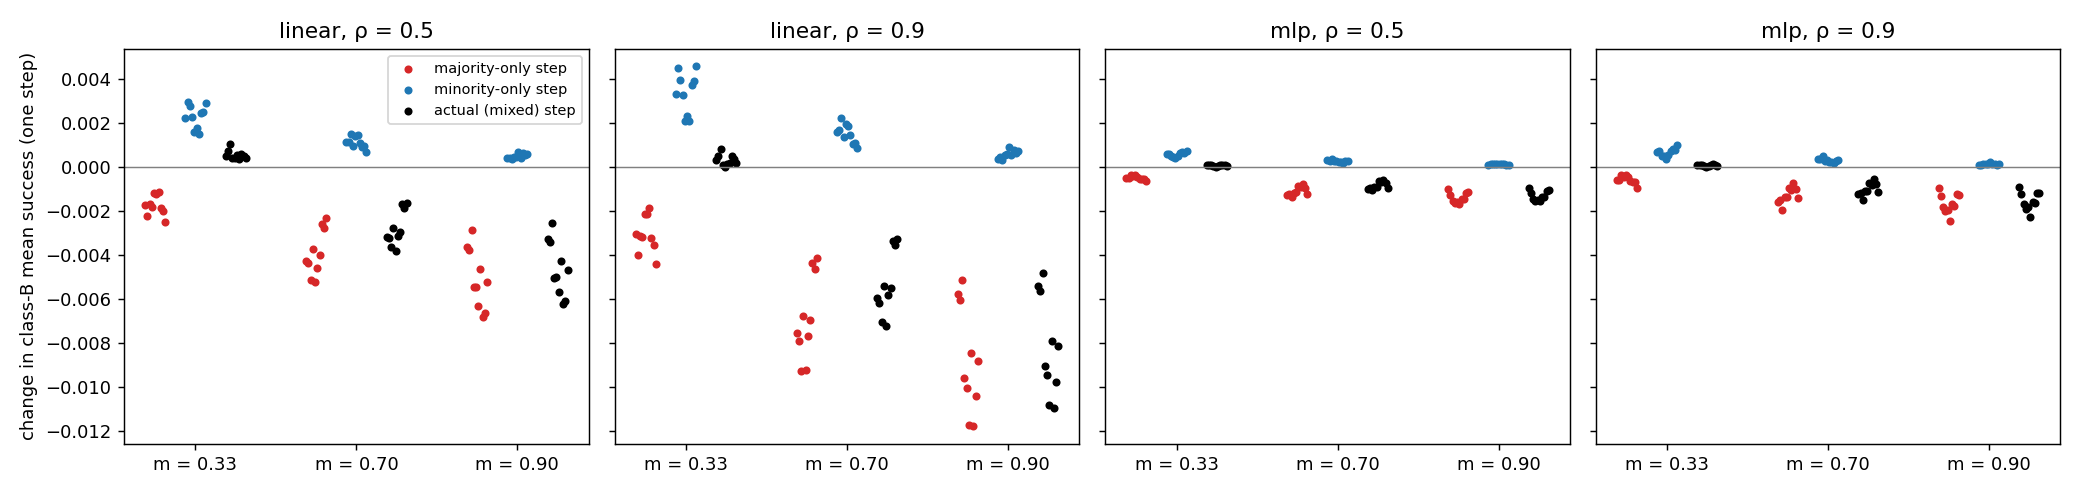 linear, ρ = 0.5
linear, ρ = 0.9
mlp, ρ = 0.5
mlp, ρ = 0.9
change in class-B mean success (one step)
0.004
0.002
0.000
−0.002
−0.004
−0.006
−0.008
−0.010
−0.012
majority-only step
minority-only step
actual (mixed) step
m = 0.33
m = 0.70
m = 0.90
m = 0.33
m = 0.70
m = 0.90
m = 0.33
m = 0.70
m = 0.90
m = 0.33
m = 0.70
m = 0.90